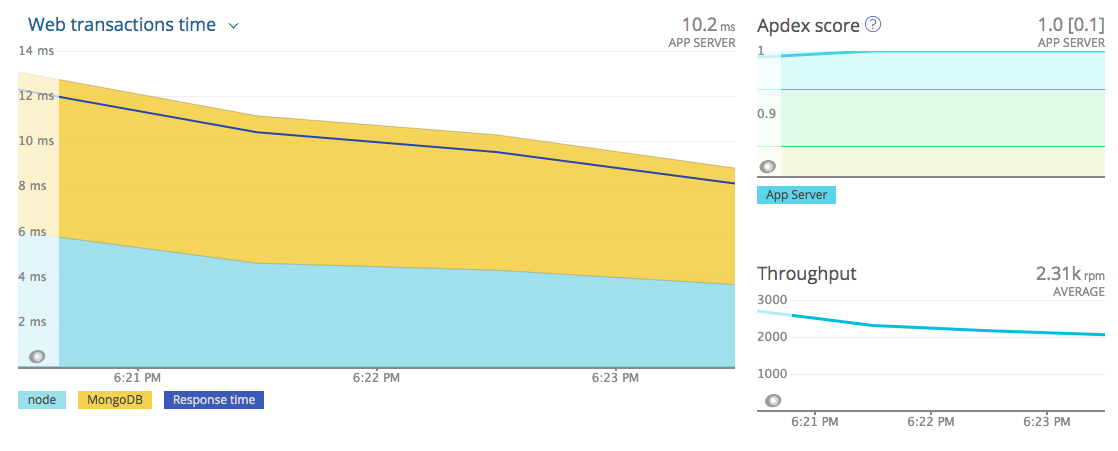 Web transactions time
10.2 ms
APP SERVER
14 ms
12 ms
10 ms
8 ms
6 ms
4 ms
2 ms
6:21 PM 6:22 PM 6:23 PM
node MongoDB Response time
Apdex score ?
1.0 [0.1]
APP SERVER
1
0.9
App Server
Throughput
2.31k rpm
AVERAGE
3000
2000
1000
6:21 PM 6:22 PM 6:23 PM